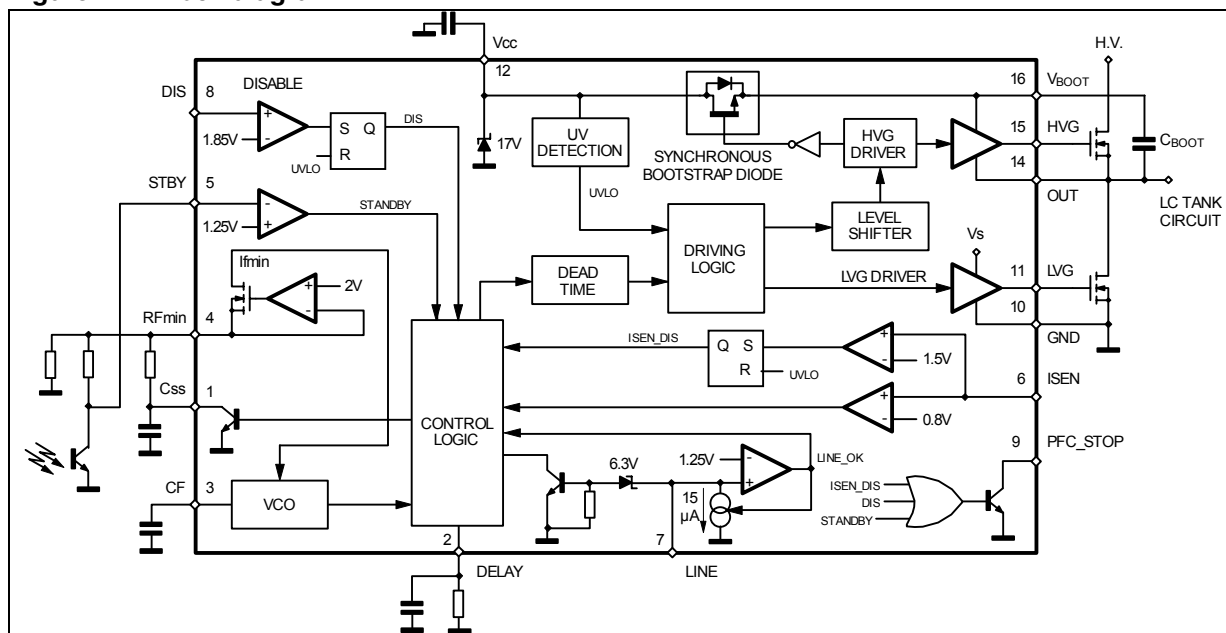 Vcc
H.V.
12
DIS
8
DISABLE
16
VBOOT
+
-
1.85V
S
Q
R
DIS
UVLO
17V
UV
DETECTION
SYNCHRONOUS
BOOTSTRAP DIODE
HVG
DRIVER
15
HVG
14
CBOOT
OUT
LC TANK
CIRCUIT
STBY
5
-
+
1.25V
STANDBY
UVLO
LEVEL
SHIFTER
DRIVING
LOGIC
Vs
Ifmin
+
-
2V
DEAD
TIME
LVG DRIVER
11
LVG
10
GND
RFmin
4
ISEN_DIS
Q
S
R
UVLO
+
-
1.5V
6
ISEN
Css
1
CONTROL
LOGIC
+
-
0.8V
9
PFC_STOP
6.3V
1.25V
-
+
LINE_OK
ISEN_DIS
DIS
STANDBY
15
µA
CF
3
VCO
2
7
DELAY
LINE